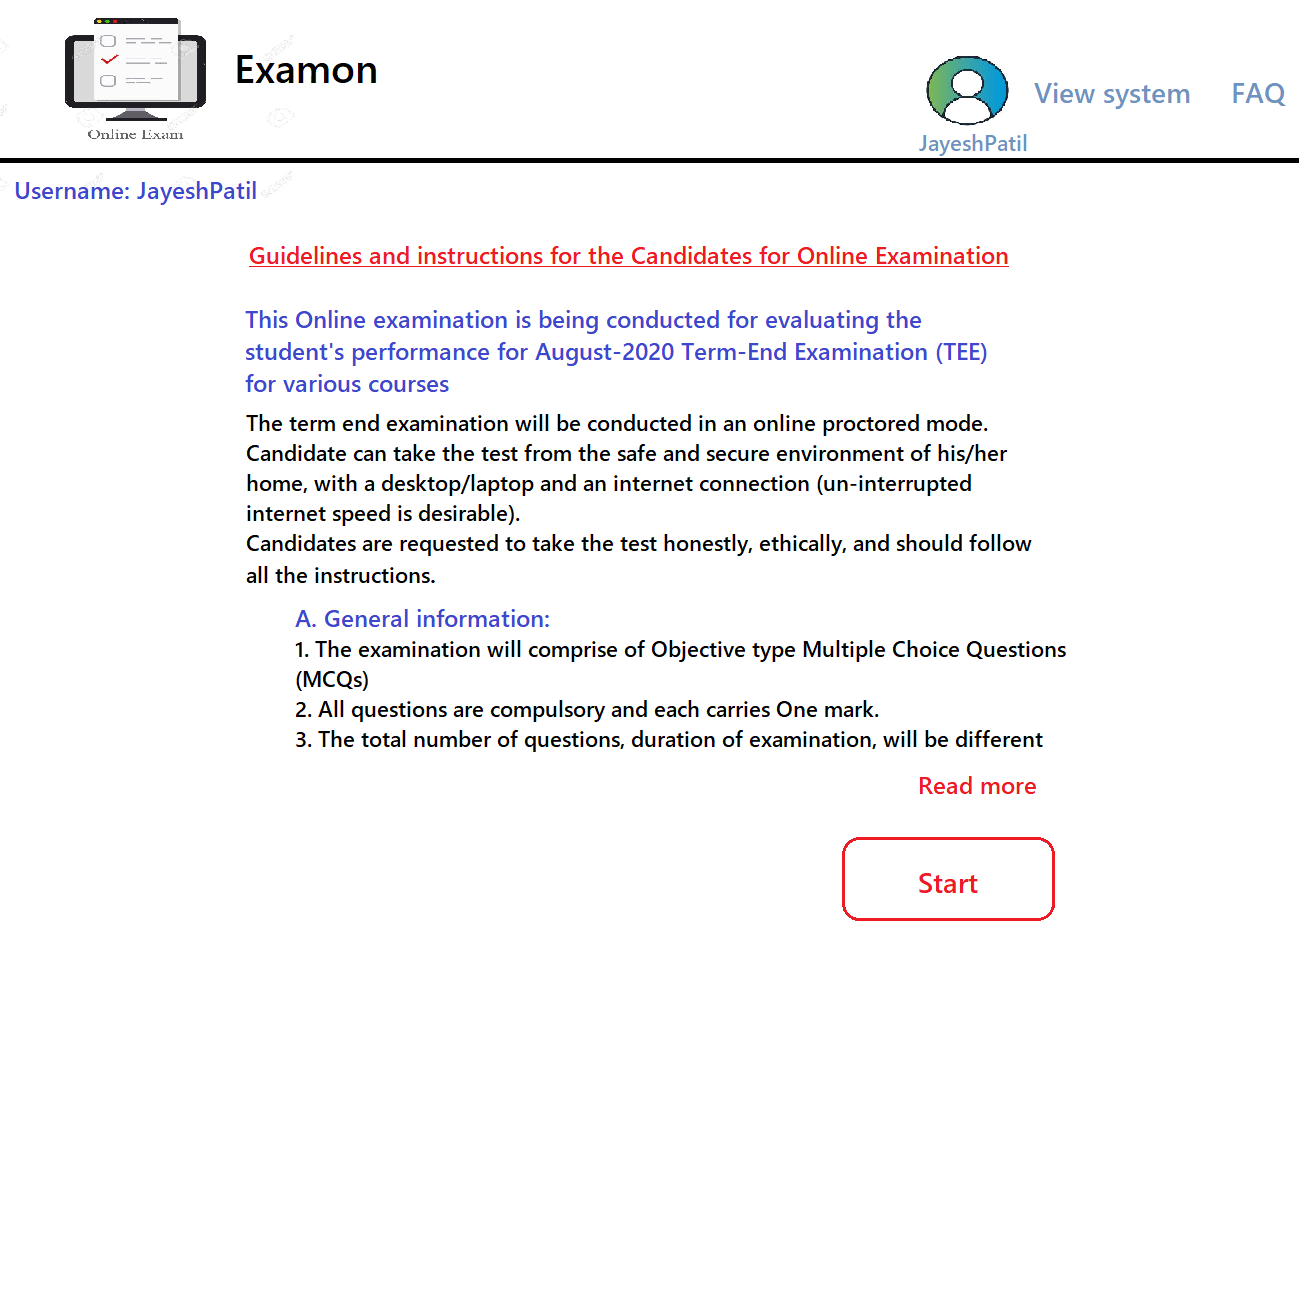 Examon
Online Exam
View system
FAQ
JayeshPatil
Username: JayeshPatil
Guidelines and instructions for the Candidates for Online Examination
This Online examination is being conducted for evaluating the
student's performance for August-2020 Term-End Examination (TEE)
for various courses
The term end examination will be conducted in an online proctored mode.
Candidate can take the test from the safe and secure environment of his/her
home, with a desktop/laptop and an internet connection (un-interrupted
internet speed is desirable).
Candidates are requested to take the test honestly, ethically, and should follow
all the instructions.
A. General information:
1. The examination will comprise of Objective type Multiple Choice Questions
(MCQs)
2. All questions are compulsory and each carries One mark.
3. The total number of questions, duration of examination, will be different
Read more
Start